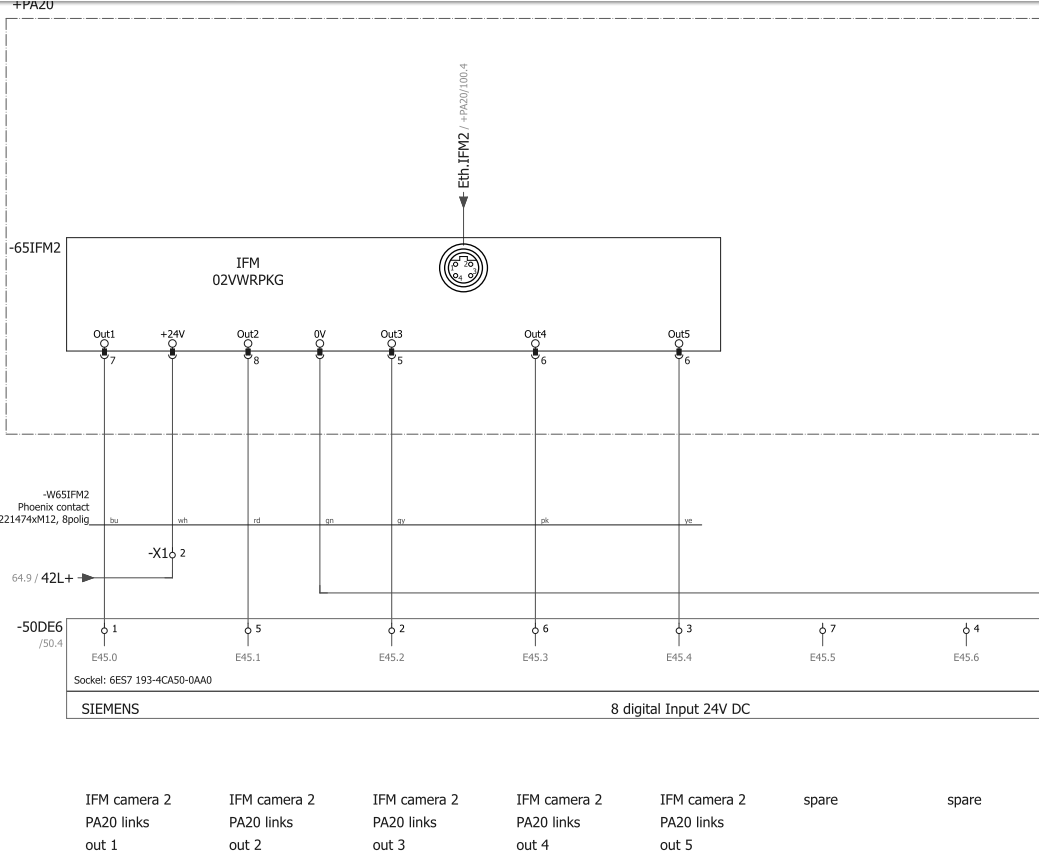 +PA20
Eth.IFM2 / +PA20/100.4
-65IFM2
IFM
02VWRPKG
1 2 3 4
Out1 +24V Out2 0V Out3 Out4 Out5
7 8 5 6 6
-W65IFM2
Phoenix contact
221474xM12, 8polig
bu wh rd gn gy pk ye
-X1 2
64.9 / 42L+
-50DE6 1 5 2 6 3 7 4
/50.4
E45.0 E45.1 E45.2 E45.3 E45.4 E45.5 E45.6
Sockel: 6ES7 193-4CA50-0AA0
SIEMENS 8 digital Input 24V DC
IFM camera 2 IFM camera 2 IFM camera 2 IFM camera 2 IFM camera 2 spare spare
PA20 links PA20 links PA20 links PA20 links PA20 links
out 1 out 2 out 3 out 4 out 5